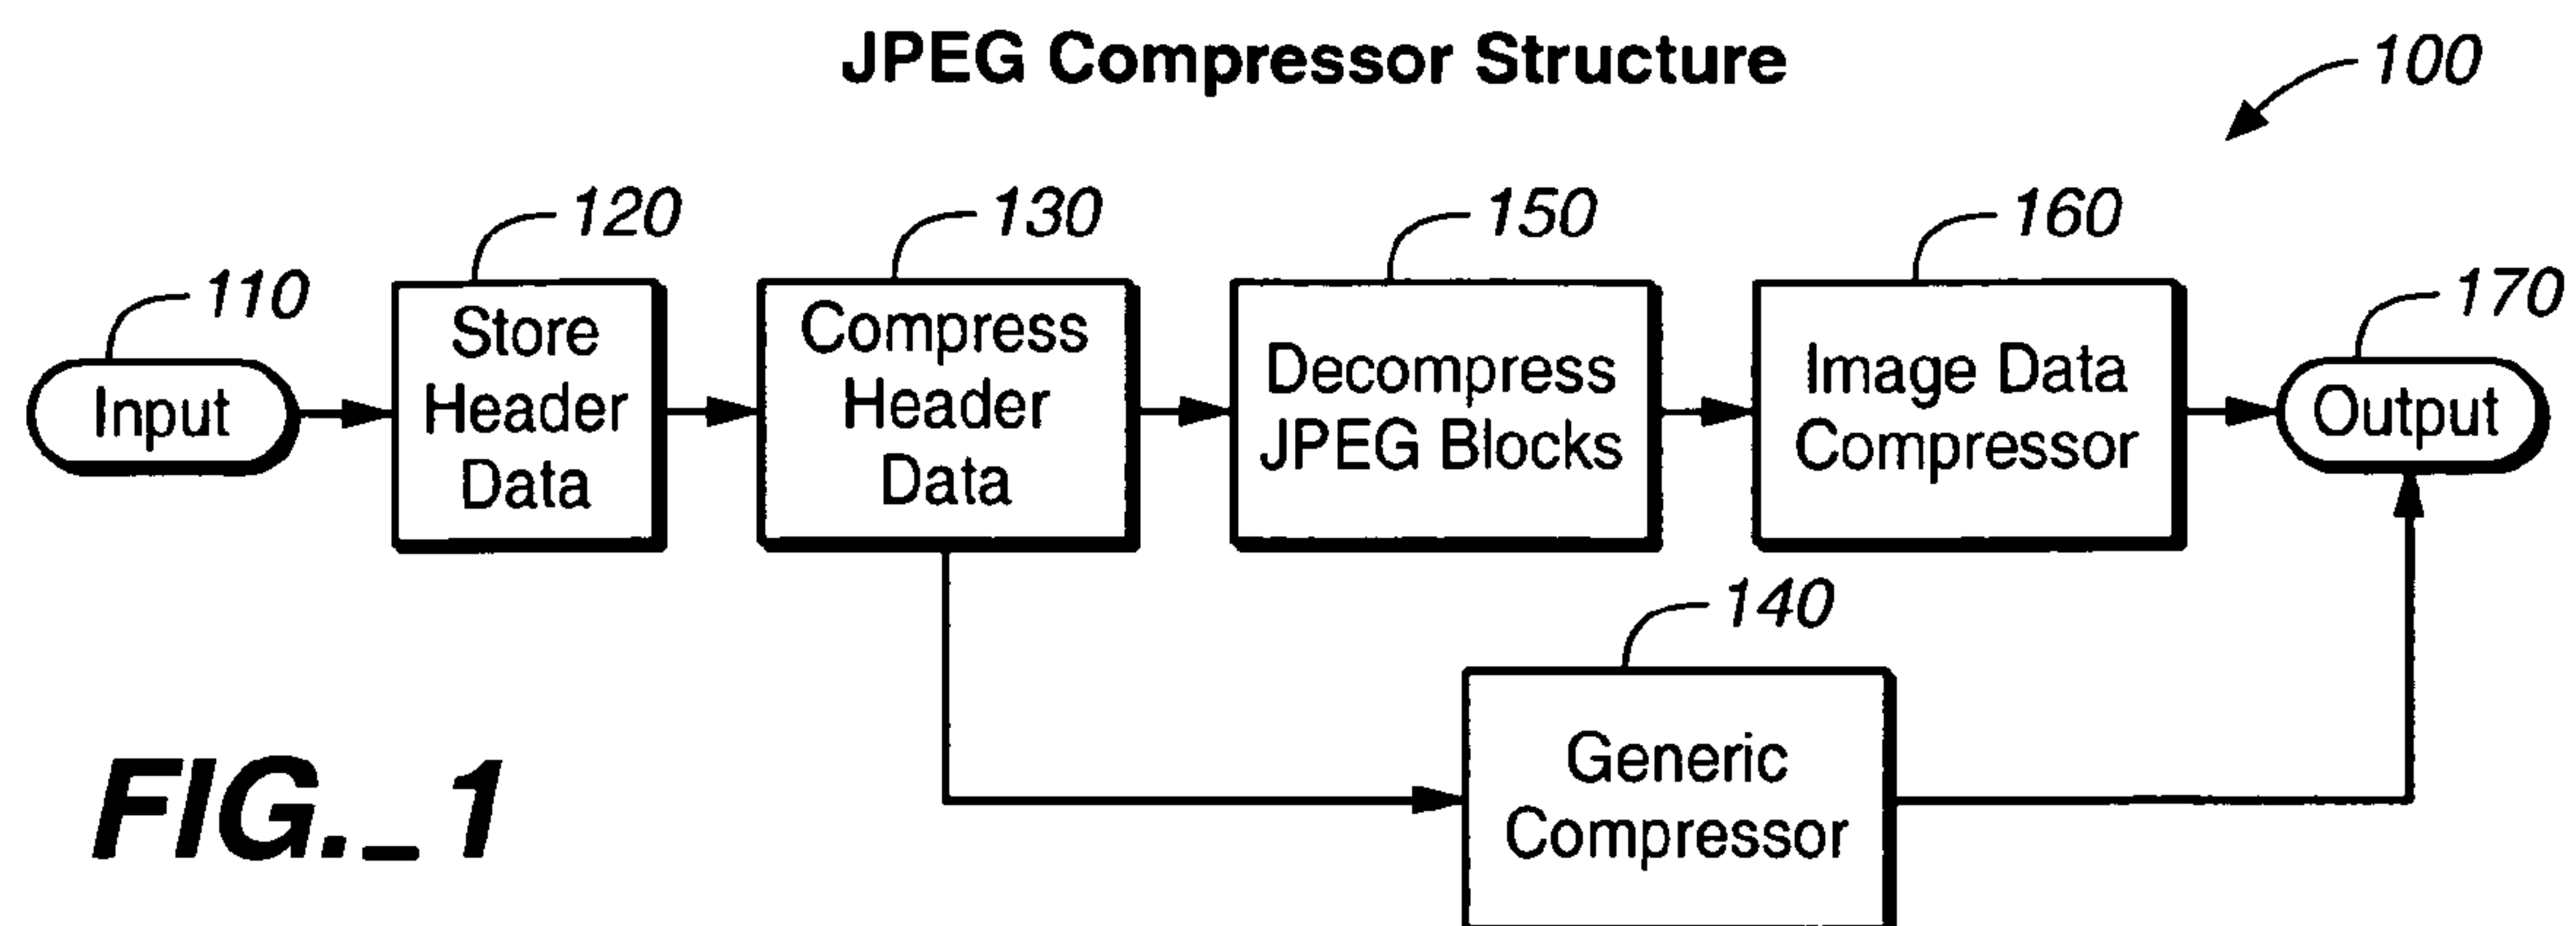 JPEG Compressor Structure
100
110
Input
120
Store
Header
Data
130
Compress
Header
Data
150
Decompress
JPEG Blocks
160
Image Data
Compressor
170
Output
140
Generic
Compressor
FIG._1